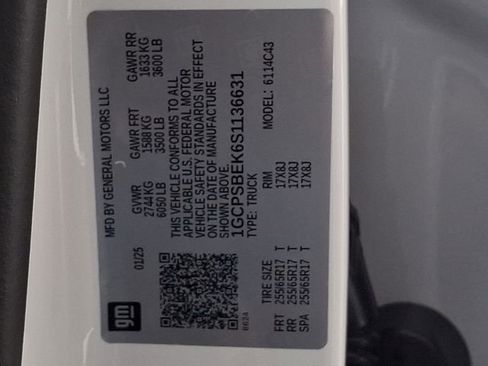 MFD BY GENERAL MOTORS LLC
01/25
GVWR GAWR FRT GAWR RR
2744 KG 1588 KG 1633 KG
6050 LB 3500 LB 3600 LB
THIS VEHICLE CONFORMS TO ALL
APPLICABLE U.S. FEDERAL MOTOR
VEHICLE SAFETY STANDARDS IN EFFECT
ON THE DATE OF MANUFACTURE
SHOWN ABOVE.
1GCPSBEK6S1136631
TYPE: TRUCK MODEL: 6114C43
gm
6624
TIRE SIZE RIM
FRT 255/65R17 T 17X8J
RR 255/65R17 T 17X8J
SPA 255/65R17 T 17X8J